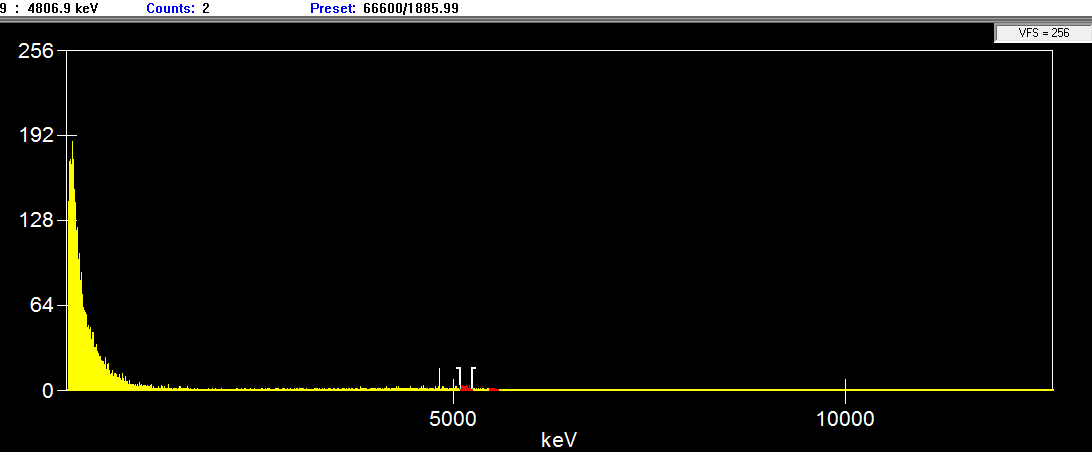 9 : 4806.9 keV Counts: 2 Preset: 66600/1885.99
VFS = 256
256
192
128
64
0
5000 10000
keV